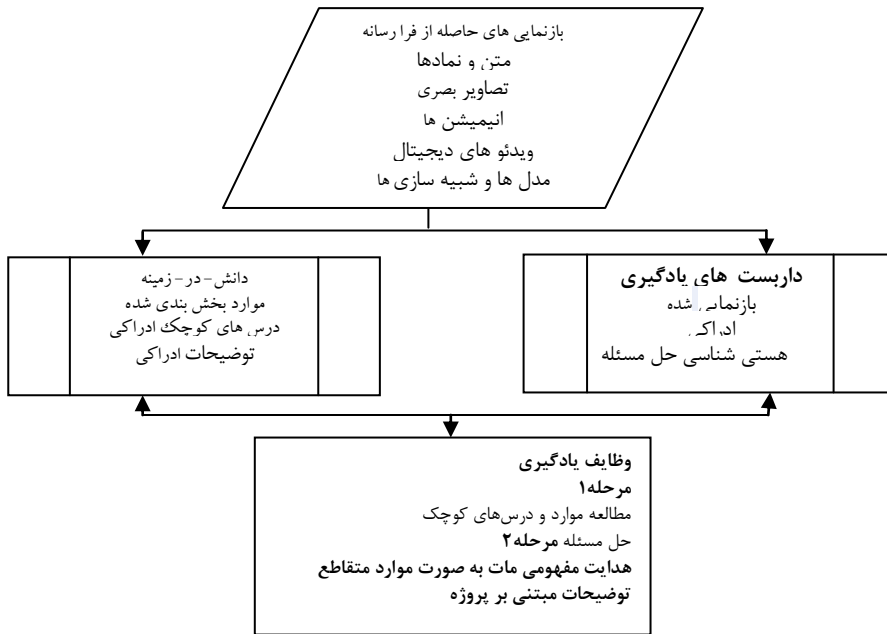 بازنمایی های حاصله از فرا رسانه
متن و نمادها
تصاویر بصری
انیمیشن ها
ویدئو های دیجیتال
مدل ها و شبیه سازی ها
داربست های یادگیری
بازنمایی شده
ادراکی
هستی شناسی حل مسئله
دانش-در-زمینه
موارد بخش بندی شده
درس های کوچک ادراکی
توضیحات ادراکی
وظایف یادگیری
مرحله۱
مطالعه موارد و درس‌های کوچک
حل مسئله مرحله۲
هدایت مفهومی مات به صورت موارد متقاطع
توضیحات مبتنی بر پروژه